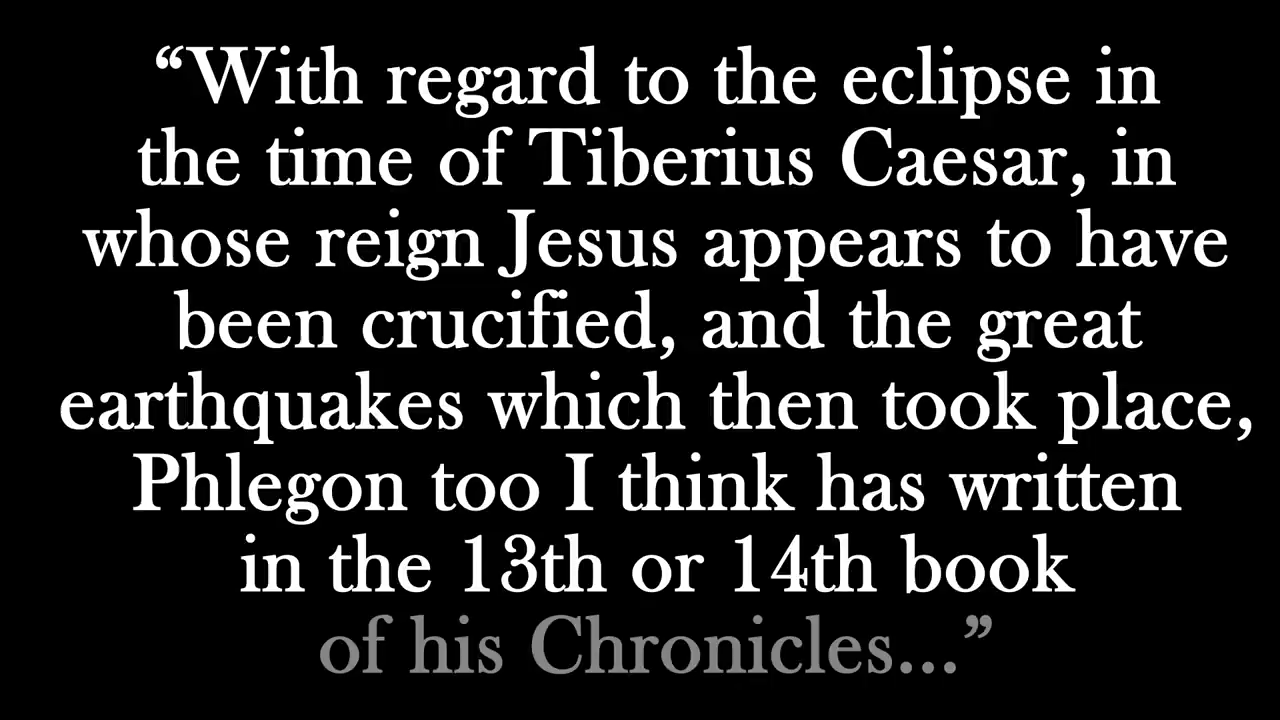 “With regard to the eclipse in
the time of Tiberius Caesar, in
whose reign Jesus appears to have
been crucified, and the great
earthquakes which then took place,
Phlegon too I think has written
in the 13th or 14th book
of his Chronicles...”